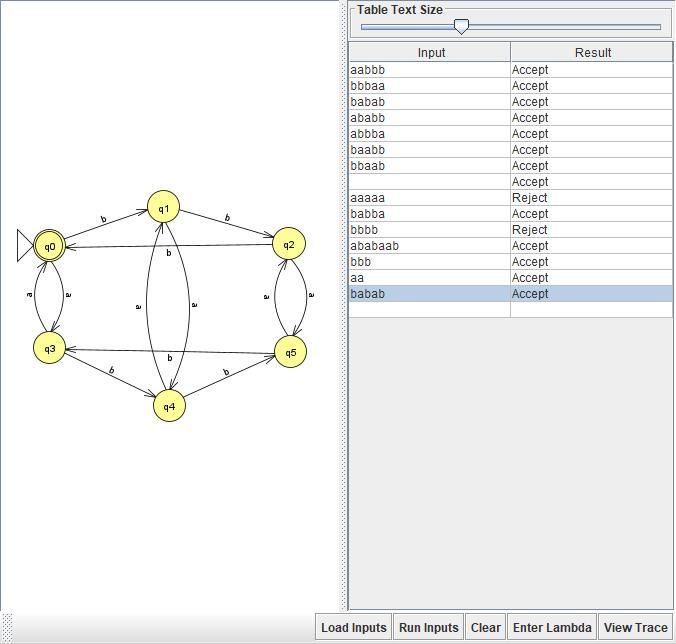 Table Text Size
Input Result
aabbb Accept
bbbaa Accept
babab Accept
ababb Accept
abbba Accept
baabb Accept
bbaab Accept
Accept
aaaaa Reject
babba Accept
bbbb Reject
ababaab Accept
bbb Accept
aa Accept
babab Accept
q1
b b
q0 q2
b
a a a a a a
q3 b q5
b b
q4
Load Inputs Run Inputs Clear Enter Lambda View Trace